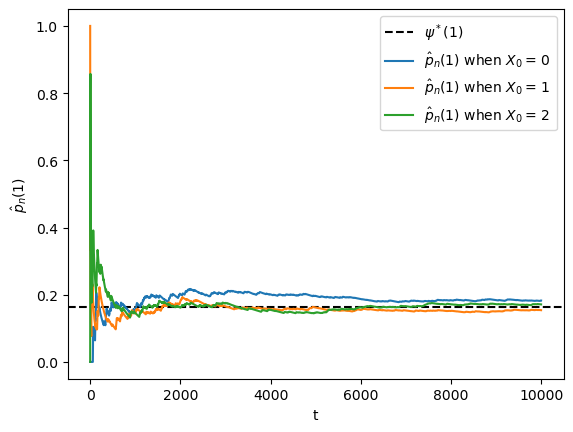 ψ*(1)
p̂ₙ(1) when X₀ = 0
p̂ₙ(1) when X₀ = 1
p̂ₙ(1) when X₀ = 2
p̂ₙ(1)
1.0
0.8
0.6
0.4
0.2
0.0
0 2000 4000 6000 8000 10000
t